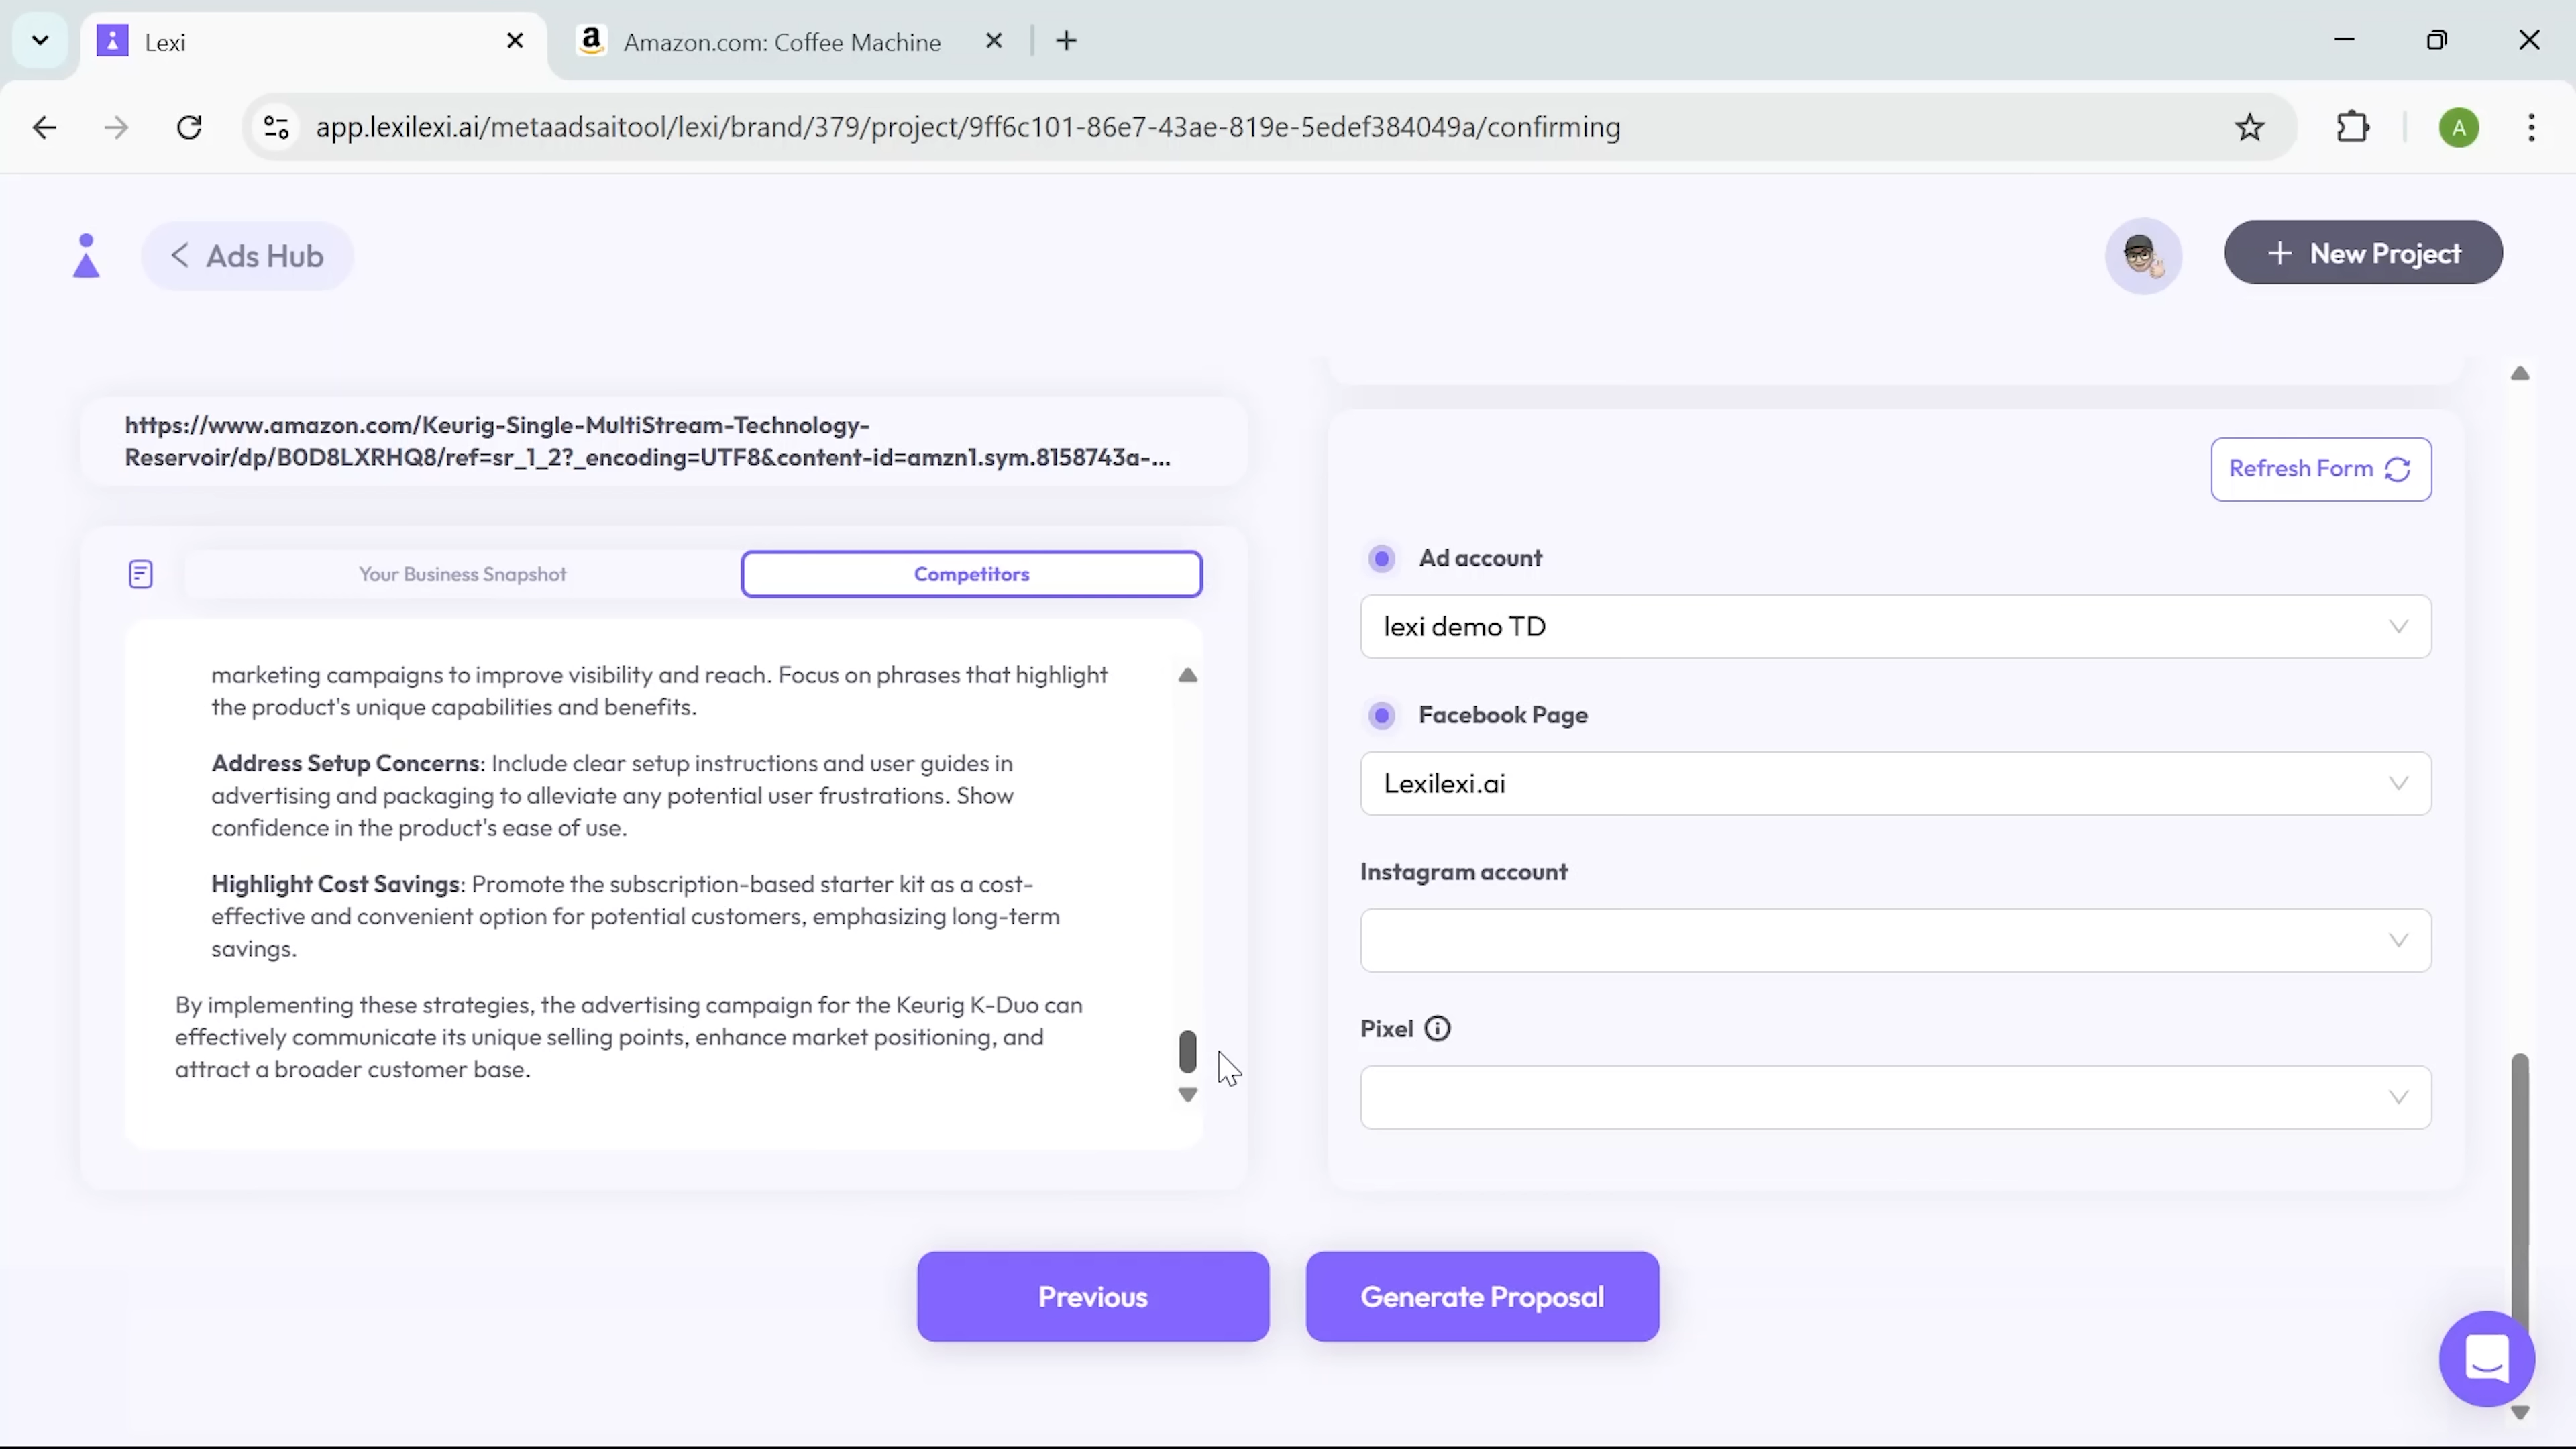 Lexi
Amazon.com: Coffee Machine
app.lexilexi.ai/metaadsaitool/lexi/brand/379/project/9ff6c101-86e7-43ae-819e-5edef384049a/confirming
A
Ads Hub
New Project
https://www.amazon.com/Keurig-Single-MultiStream-Technology-
Reservoir/dp/B0D8LXRHQ8/ref=sr_1_2?_encoding=UTF8&content-id=amzn1.sym.8158743a-...
Your Business Snapshot
Competitors
marketing campaigns to improve visibility and reach. Focus on phrases that highlight
the product's unique capabilities and benefits.
Address Setup Concerns: Include clear setup instructions and user guides in
advertising and packaging to alleviate any potential user frustrations. Show
confidence in the product's ease of use.
Highlight Cost Savings: Promote the subscription-based starter kit as a cost-
effective and convenient option for potential customers, emphasizing long-term
savings.
By implementing these strategies, the advertising campaign for the Keurig K-Duo can
effectively communicate its unique selling points, enhance market positioning, and
attract a broader customer base.
Refresh Form
Ad account
lexi demo TD
Facebook Page
Lexilexi.ai
Instagram account
Pixel
Previous
Generate Proposal